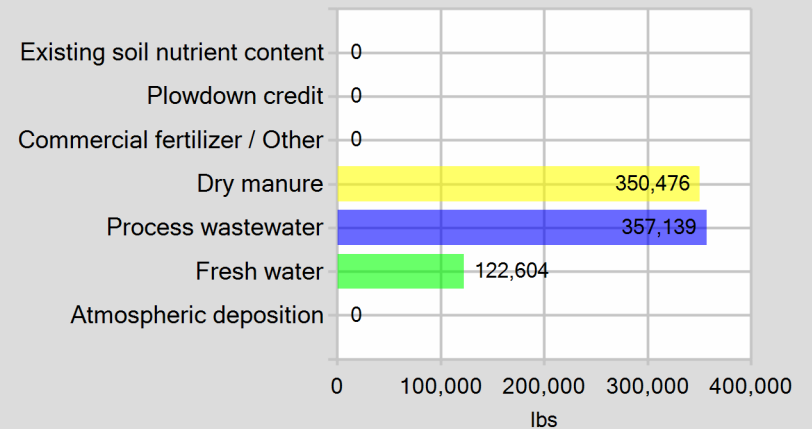 Existing soil nutrient content 0
Plowdown credit 0
Commercial fertilizer / Other 0
Dry manure 350,476
Process wastewater 357,139
Fresh water 122,604
Atmospheric deposition 0
0 100,000 200,000 300,000 400,000
lbs